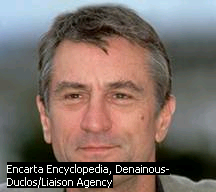 Encarta Encyclopedia, Denainous-
Duclos/Liaison Agency